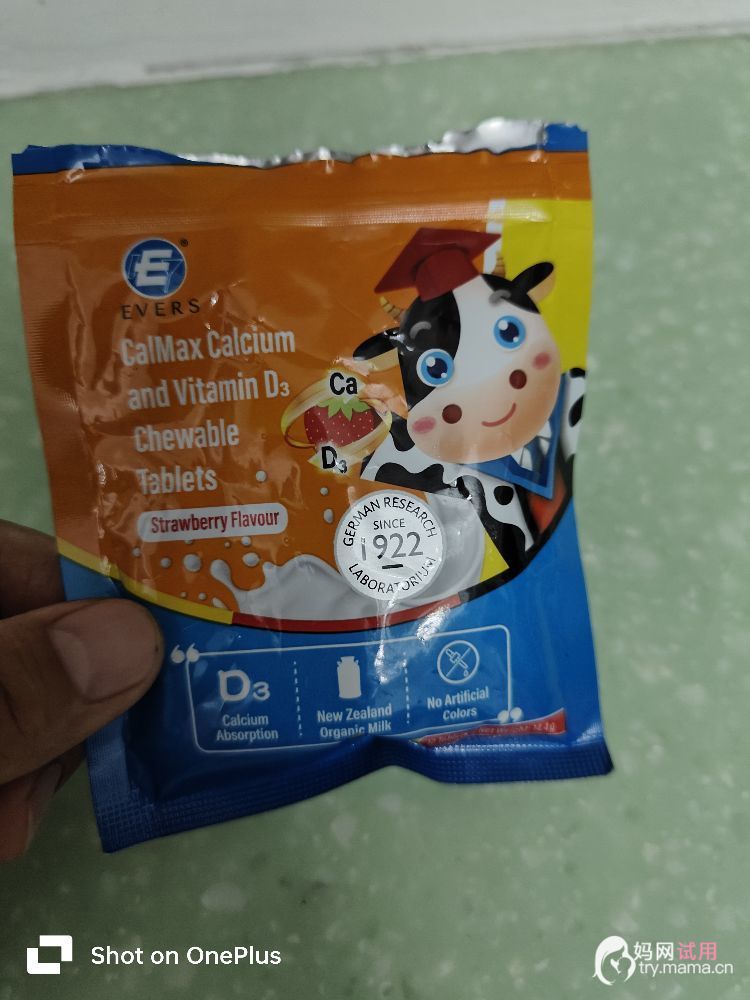 E
®
EVERS
CalMax Calcium
and Vitamin D₃
Chewable
Tablets
Strawberry Flavour
Ca
D₃
GERMAN RESEARCH
SINCE
1922
LABORATORIUM
D₃
Calcium
Absorption
New Zealand
Organic Milk
No Artificial
Colors
Shot on OnePlus
妈网试用
try.mama.cn